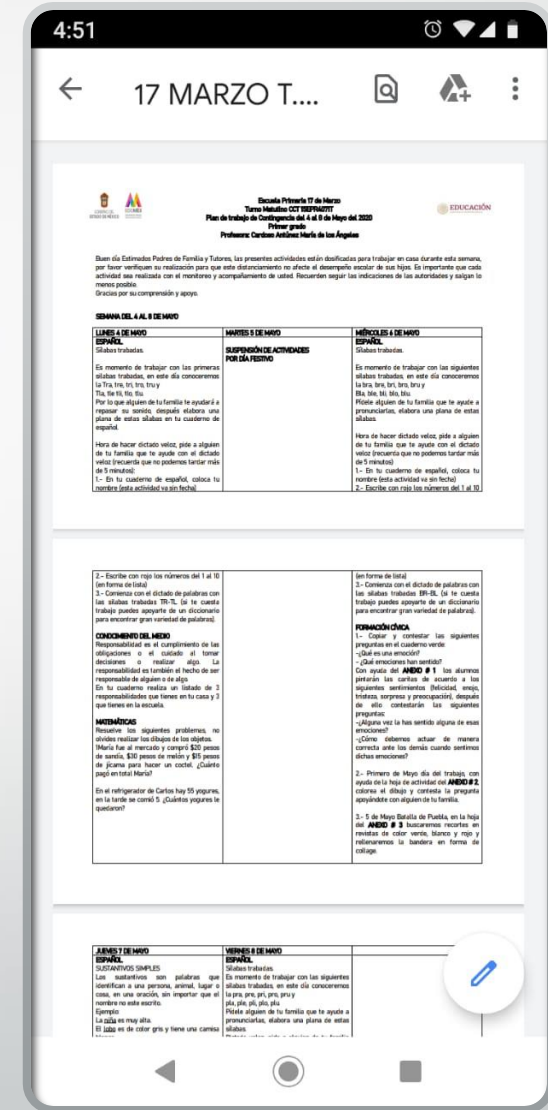 4:51
17 MARZO T....
EDUCACIÓN
Escuela Primaria 17 de Marzo
Turno Matutino CCT 15EPR4071T
Plan de trabajo de Contingencia del 4 al 8 de Mayo del 2020
Primer grado
Profesora: Cardoso Antúnez María de los Ángeles
Buen día Estimados Padres de Familia y Tutores, las presentes actividades están dosificadas para trabajar en casa durante esta semana,
por favor verifiquen su realización para que este distanciamiento no afecte el desempeño escolar de sus hijos. Es importante que cada
actividad sea realizada con el monitoreo y acompañamiento de usted. Recuerden seguir las indicaciones de las autoridades y salgan lo
menos posible.
Gracias por su comprensión y apoyo.
SEMANA DEL 4 AL 8 DE MAYO
LUNES 4 DE MAYO
ESPAÑOL
Sílabas trabadas.
Es momento de trabajar con las primeras
sílabas trabadas, en este día conoceremos
la Tra, tre, tri, tro, tru y
Tla, tle tli, tlo, tlu.
Por lo que alguien de tu familia te ayudará a
repasar su sonido, después elabora una
plana de estas sílabas en tu cuaderno de
español.
Hora de hacer dictado veloz, pide a alguien
de tu familia que te ayude con el dictado
veloz (recuerda que no podemos tardar más
de 5 minutos):
1.- En tu cuaderno de español, coloca tu
nombre (esta actividad va sin fecha)
MARTES 5 DE MAYO
SUSPENSIÓN DE ACTIVIDADES
POR DÍA FESTIVO
MIÉRCOLES 6 DE MAYO
ESPAÑOL
Sílabas trabadas.
Es momento de trabajar con las siguientes
sílabas trabadas, en este día conoceremos
la bra, bre, bri, bro, bru y
Bla, ble, bli, blo, blu.
Pídele alguien de tu familia que te ayude a
pronunciarlas, elabora una plana de estas
sílabas.
Hora de hacer dictado veloz, pide a alguien
de tu familia que te ayude con el dictado
veloz (recuerda que no podemos tardar más
de 5 minutos)
1.- En tu cuaderno de español, coloca tu
nombre (esta actividad va sin fecha)
2.- Escribe con rojo los números del 1 al 10
2.- Escribe con rojo los números del 1 al 10
(en forma de lista)
3.- Comienza con el dictado de palabras con
las sílabas trabadas TR-TL (si te cuesta
trabajo puedes apoyarte de un diccionario
para encontrar gran variedad de palabras).
CONOCIMIENTO DEL MEDIO
Responsabilidad es el cumplimiento de las
obligaciones o el cuidado al tomar
decisiones o realizar algo. La
responsabilidad es también el hecho de ser
responsable de alguien o de algo.
En tu cuaderno realiza un listado de 3
responsabilidades que tienes en tu casa y 3
que tienes en la escuela.
MATEMÁTICAS
Resuelve los siguientes problemas, no
olvides realizar los dibujos de los objetos.
1María fue al mercado y compró $20 pesos
de sandía, $30 pesos de melón y $15 pesos
de jícama para hacer un coctel. ¿Cuánto
pagó en total María?
En el refrigerador de Carlos hay 55 yogures,
en la tarde se comió 5 ¿Cuántos yogures le
quedaron?
(en forma de lista)
3.- Comienza con el dictado de palabras con
las sílabas trabadas BR-BL (si te cuesta
trabajo puedes apoyarte de un diccionario
para encontrar gran variedad de palabras).
FORMACIÓN CÍVICA
1.- Copiar y contestar las siguientes
preguntas en el cuaderno verde:
-¿Qué es una emoción?
- ¿Qué emociones han sentido?
Con ayuda del ANEXO # 1 los alumnos
pintarán las caritas de acuerdo a los
siguientes sentimientos (felicidad, enojo,
tristeza, sorpresa y preocupación), después
de ello contestarán las siguientes
preguntas:
-¿Alguna vez la has sentido alguna de esas
emociones?
-¿Cómo debemos actuar de manera
correcta ante los demás cuando sentimos
dichas emociones?
2.- Primero de Mayo día del trabajo, con
ayuda de la hoja de actividad del ANEXO # 2,
colorea el dibujo y contesta la pregunta
apoyándote con alguien de tu familia.
3.- 5 de Mayo Batalla de Puebla, en la hoja
del ANEXO # 3 buscaremos recortes en
revistas de color verde, blanco y rojo y
rellenaremos la bandera en forma de
collage.
JUEVES 7 DE MAYO
ESPAÑOL
SUSTANTIVOS SIMPLES
Los sustantivos son palabras que
identifican a una persona, animal, lugar o
cosa, en una oración, sin importar que el
nombre no este escrito.
Ejemplo
La niña es muy alta.
El lobo es de color gris y tiene una camisa
VIERNES 8 DE MAYO
ESPAÑOL
Sílabas trabadas
Es momento de trabajar con las siguientes
sílabas trabadas, en este día conoceremos
la pra, pre, pri, pro, pru y
pla, ple, pli, plo, plu
Pídele alguien de tu familia que te ayude a
pronunciarlas, elabora una plana de estas
sílabas